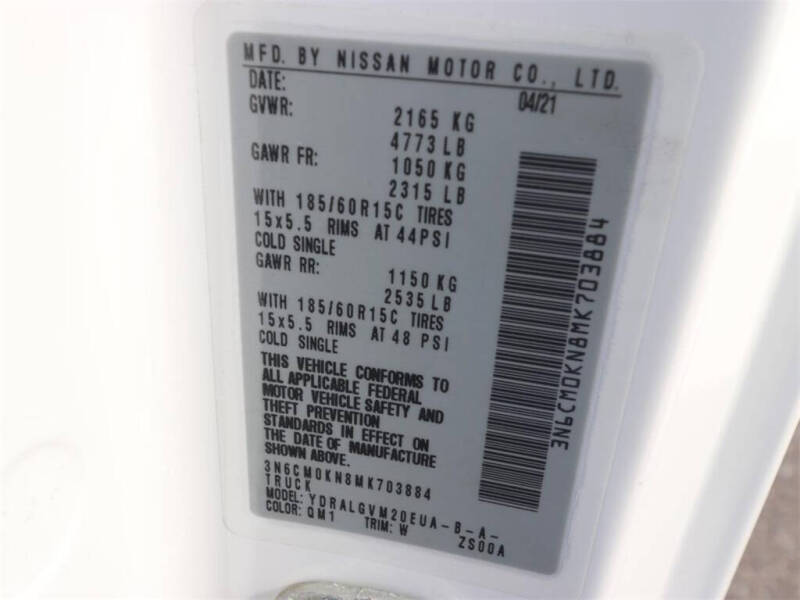 MFD. BY NISSAN MOTOR CO., LTD.
DATE: 04/21
GVWR: 2165 KG
4773 LB
GAWR FR: 1050 KG
2315 LB
WITH 185/60R15C TIRES
15x5.5 RIMS AT 44PSI
COLD SINGLE
GAWR RR: 1150 KG
2535 LB
WITH 185/60R15C TIRES
15x5.5 RIMS AT 48 PSI
COLD SINGLE
THIS VEHICLE CONFORMS TO
ALL APPLICABLE FEDERAL
MOTOR VEHICLE SAFETY AND
THEFT PREVENTION
STANDARDS IN EFFECT ON
THE DATE OF MANUFACTURE
SHOWN ABOVE.
3N6CM0KN8MK703884
TRUCK
MODEL: YDRALGVM20EUA-B-A-
ZS00A
COLOR: QM1 TRIM: W
3N6CM0KN8MK703884